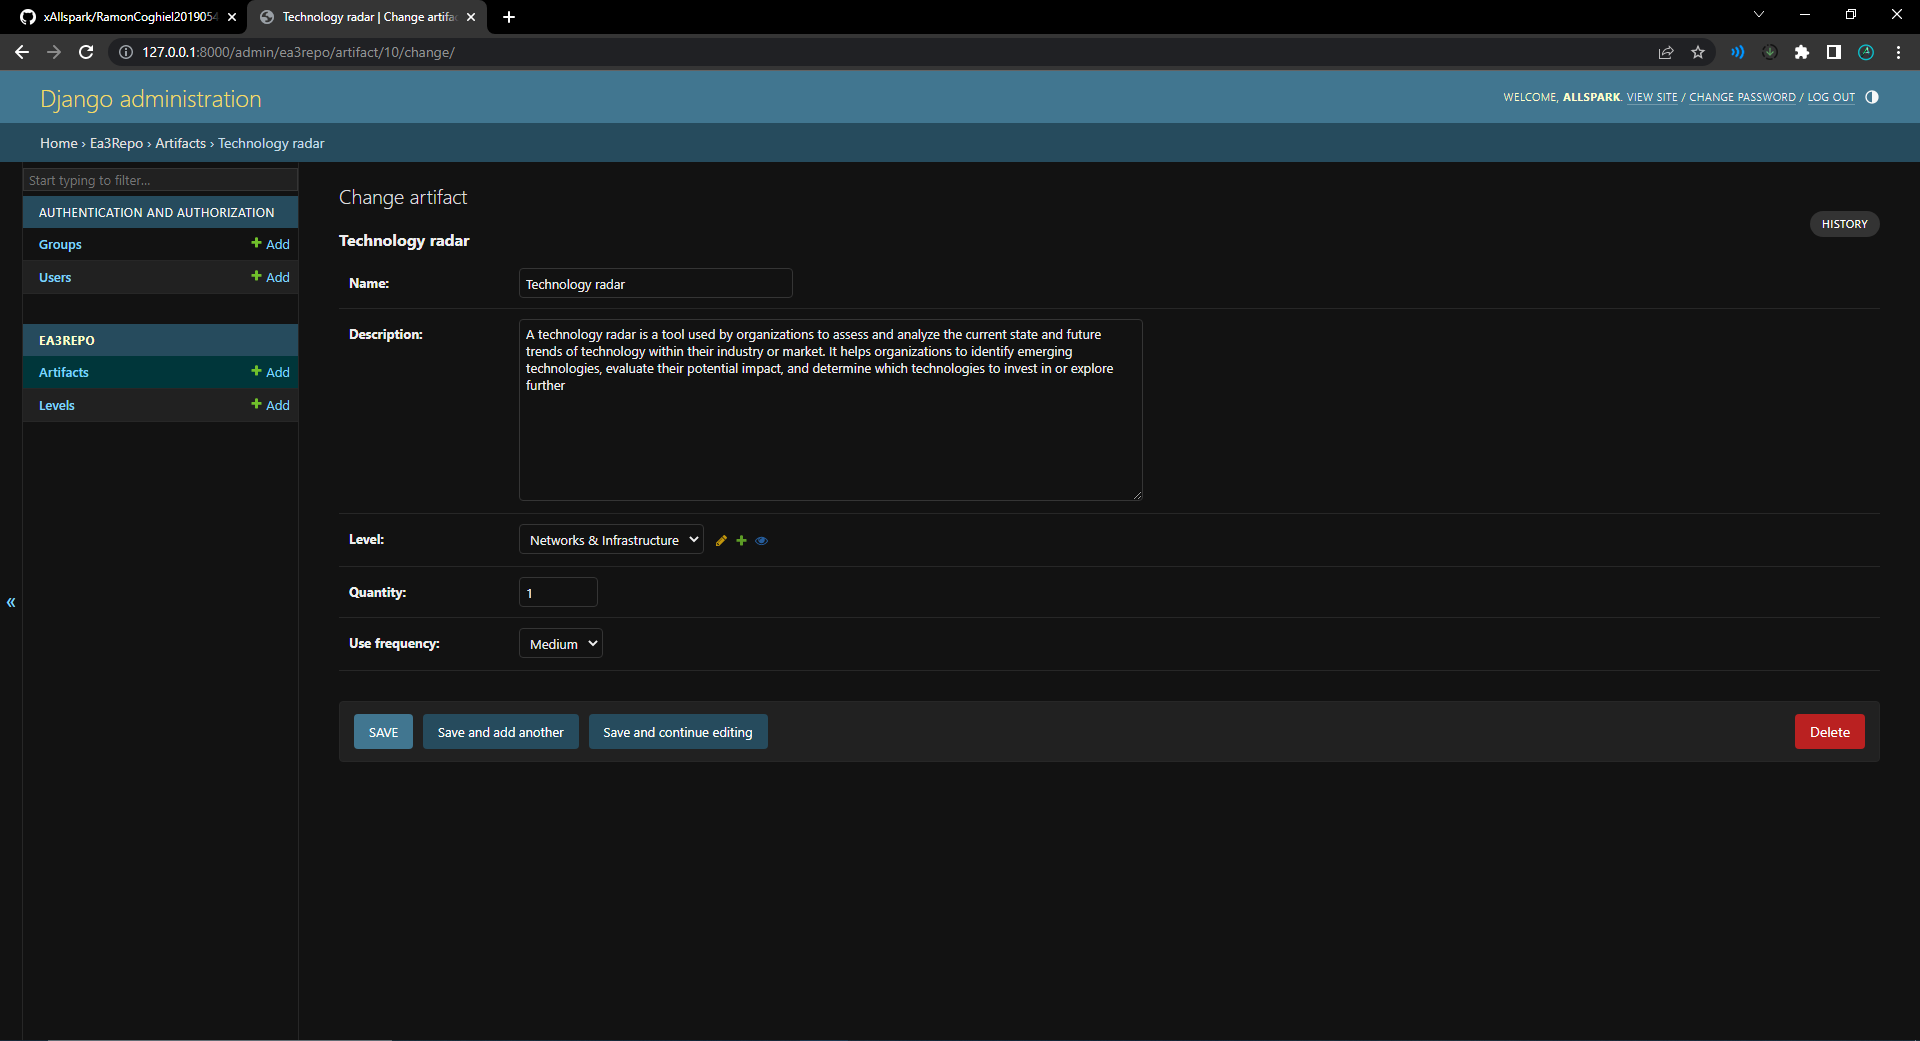 xAllspark/RamonCoghiel201905
Technology radar | Change artifa
127.0.0.1:8000/admin/ea3repo/artifact/10/change/
Django administration
WELCOME, ALLSPARK. VIEW SITE / CHANGE PASSWORD / LOG OUT
Home › Ea3Repo › Artifacts › Technology radar
Start typing to filter...
AUTHENTICATION AND AUTHORIZATION
Groups + Add
Users + Add
EA3REPO
Artifacts + Add
Levels + Add
«
Change artifact
HISTORY
Technology radar
Name: Technology radar
Description:
A technology radar is a tool used by organizations to assess and analyze the current state and future
trends of technology within their industry or market. It helps organizations to identify emerging
technologies, evaluate their potential impact, and determine which technologies to invest in or explore
further
Level: Networks & Infrastructure
Quantity: 1
Use frequency: Medium
SAVE Save and add another Save and continue editing Delete